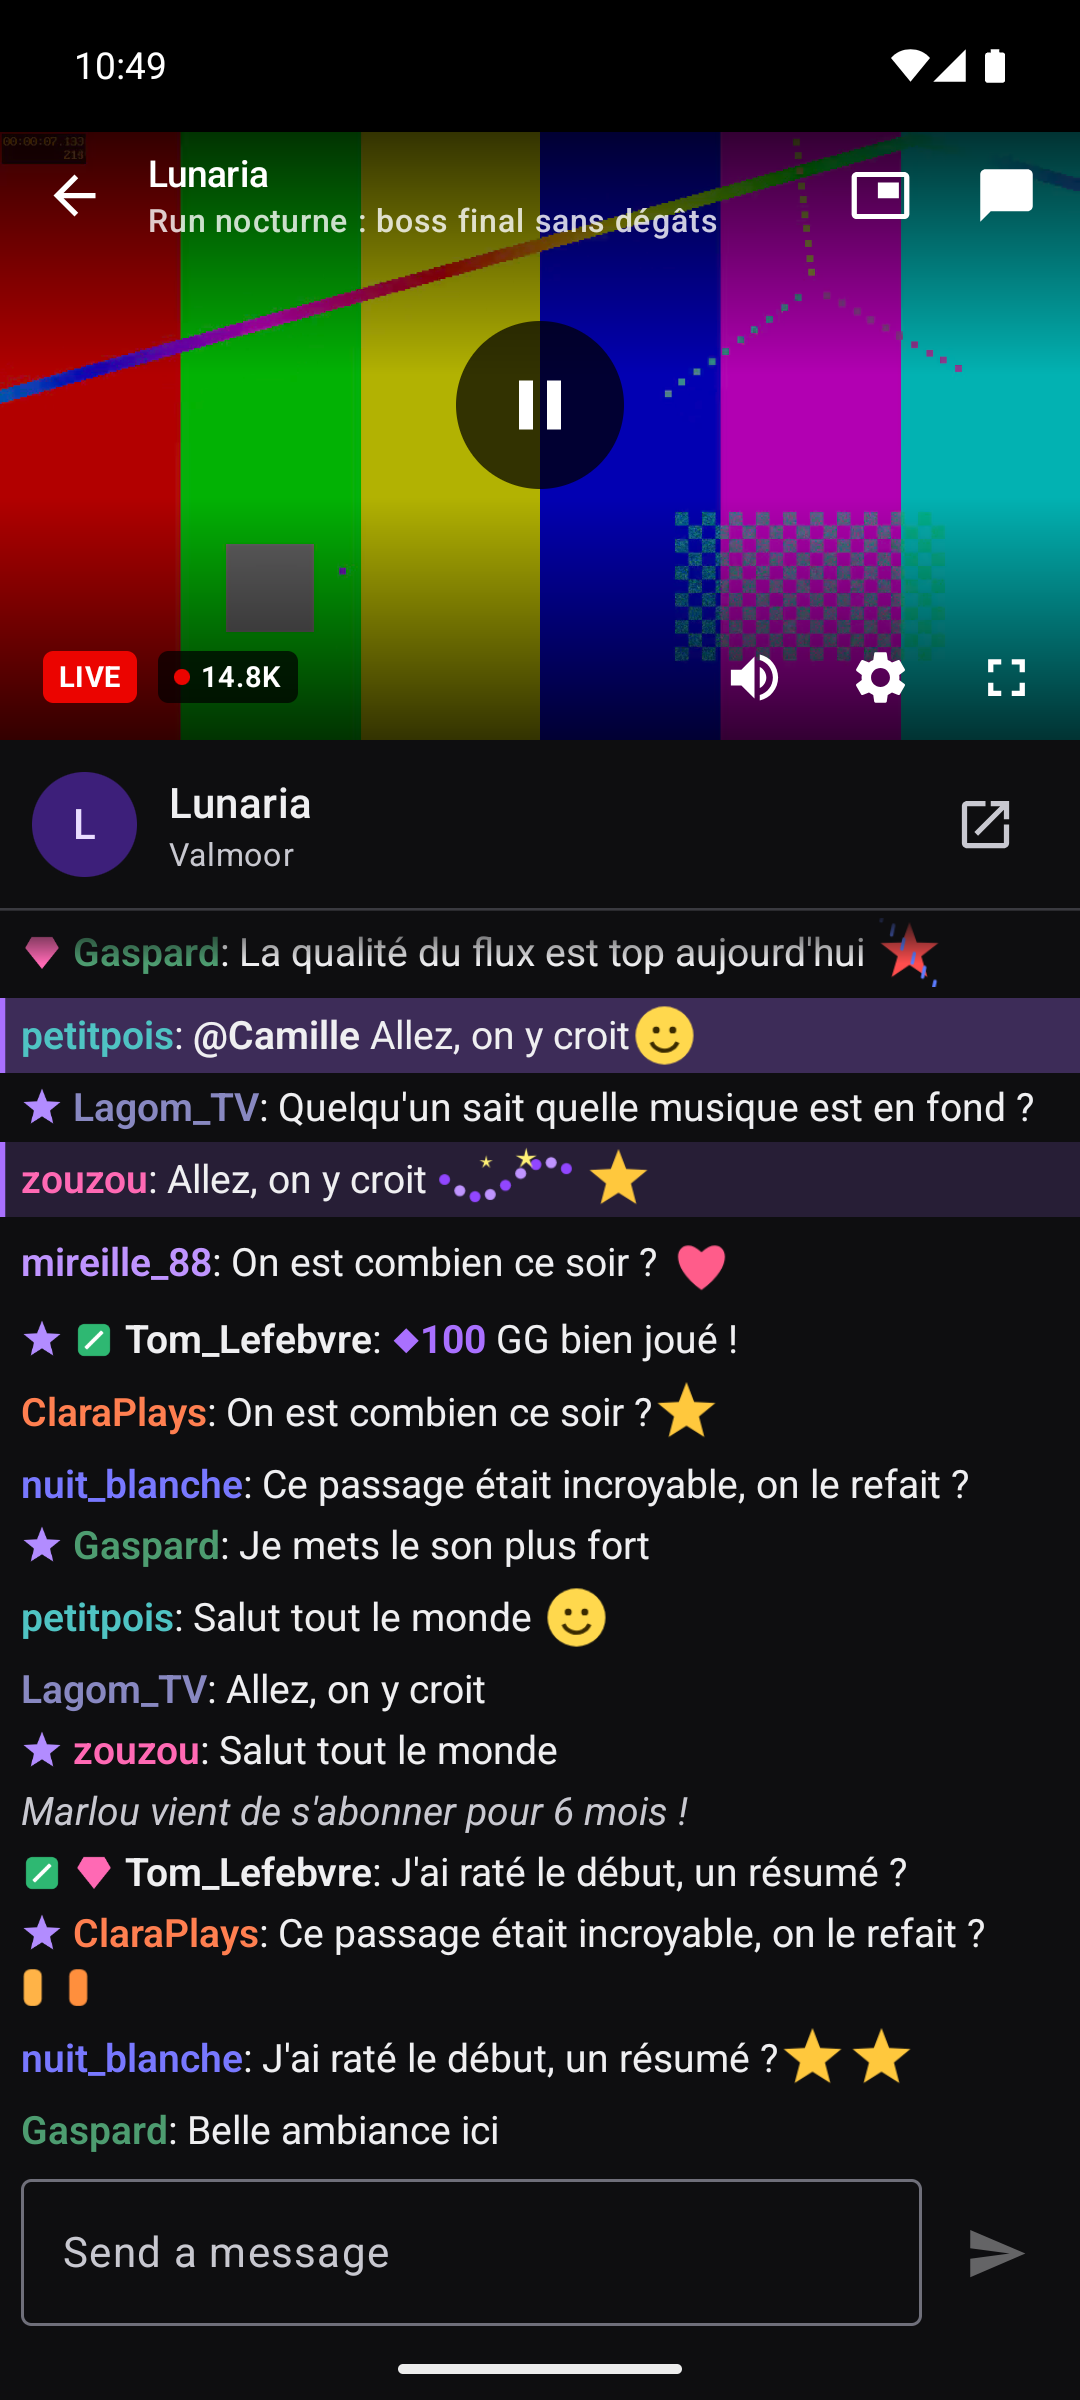 10:49
00:00:07.133
214
Lunaria
Run nocturne : boss final sans dégâts
LIVE
14.8K
L
Lunaria
Valmoor
Gaspard: La qualité du flux est top aujourd'hui
petitpois: @Camille Allez, on y croit
Lagom_TV: Quelqu'un sait quelle musique est en fond ?
zouzou: Allez, on y croit
mireille_88: On est combien ce soir ?
Tom_Lefebvre: 100 GG bien joué !
ClaraPlays: On est combien ce soir ?
nuit_blanche: Ce passage était incroyable, on le refait ?
Gaspard: Je mets le son plus fort
petitpois: Salut tout le monde
Lagom_TV: Allez, on y croit
zouzou: Salut tout le monde
Marlou vient de s'abonner pour 6 mois !
Tom_Lefebvre: J'ai raté le début, un résumé ?
ClaraPlays: Ce passage était incroyable, on le refait ?
nuit_blanche: J'ai raté le début, un résumé ?
Gaspard: Belle ambiance ici
Send a message